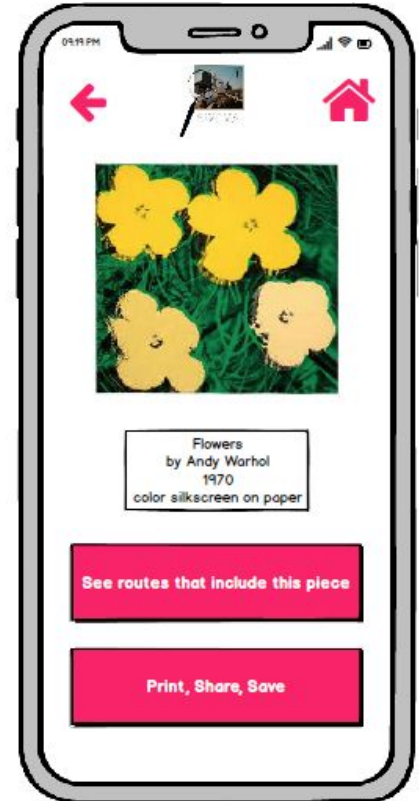 09:19 PM
Flowers
by Andy Warhol
1970
color silkscreen on paper
See routes that include this piece
Print, Share, Save